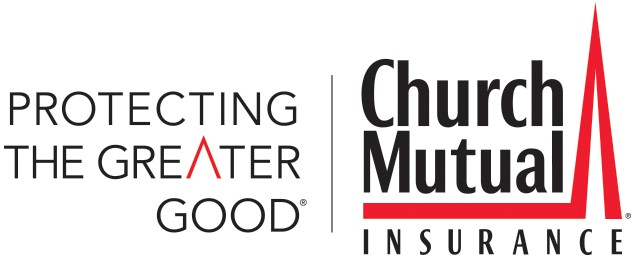 PROTECTING
THE GREATER
GOOD®
Church
Mutual
INSURANCE®